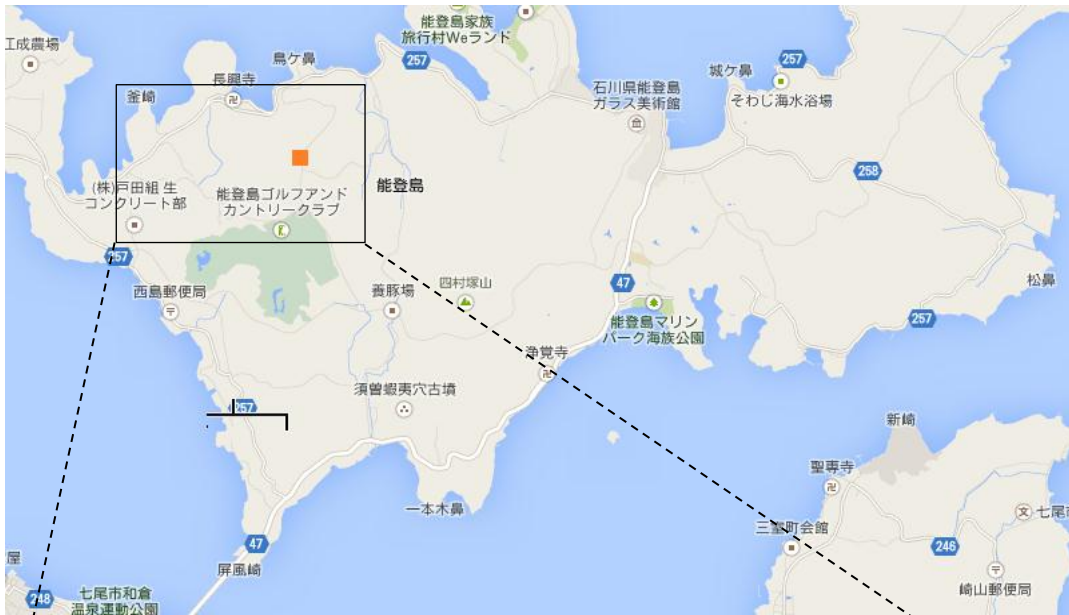 能登島家族
旅行村Weランド
257
工成農場
烏ケ鼻
長興寺
釜崎
石川県能登島
ガラス美術館
城ケ鼻
257
そわじ海水浴場
(株)戸田組 生
コンクリート部
能登島ゴルフアンド
カントリークラブ
能登島
258
257
西島郵便局
養豚場
四村塚山
47
能登島マリン
パーク海族公園
松鼻
257
浄覚寺
須曽蝦夷穴古墳
257
新崎
聖専寺
一本木鼻
三室町会館
七尾市
47
屏風崎
246
崎山郵便局
屋
248
七尾市和倉
温泉運動公園